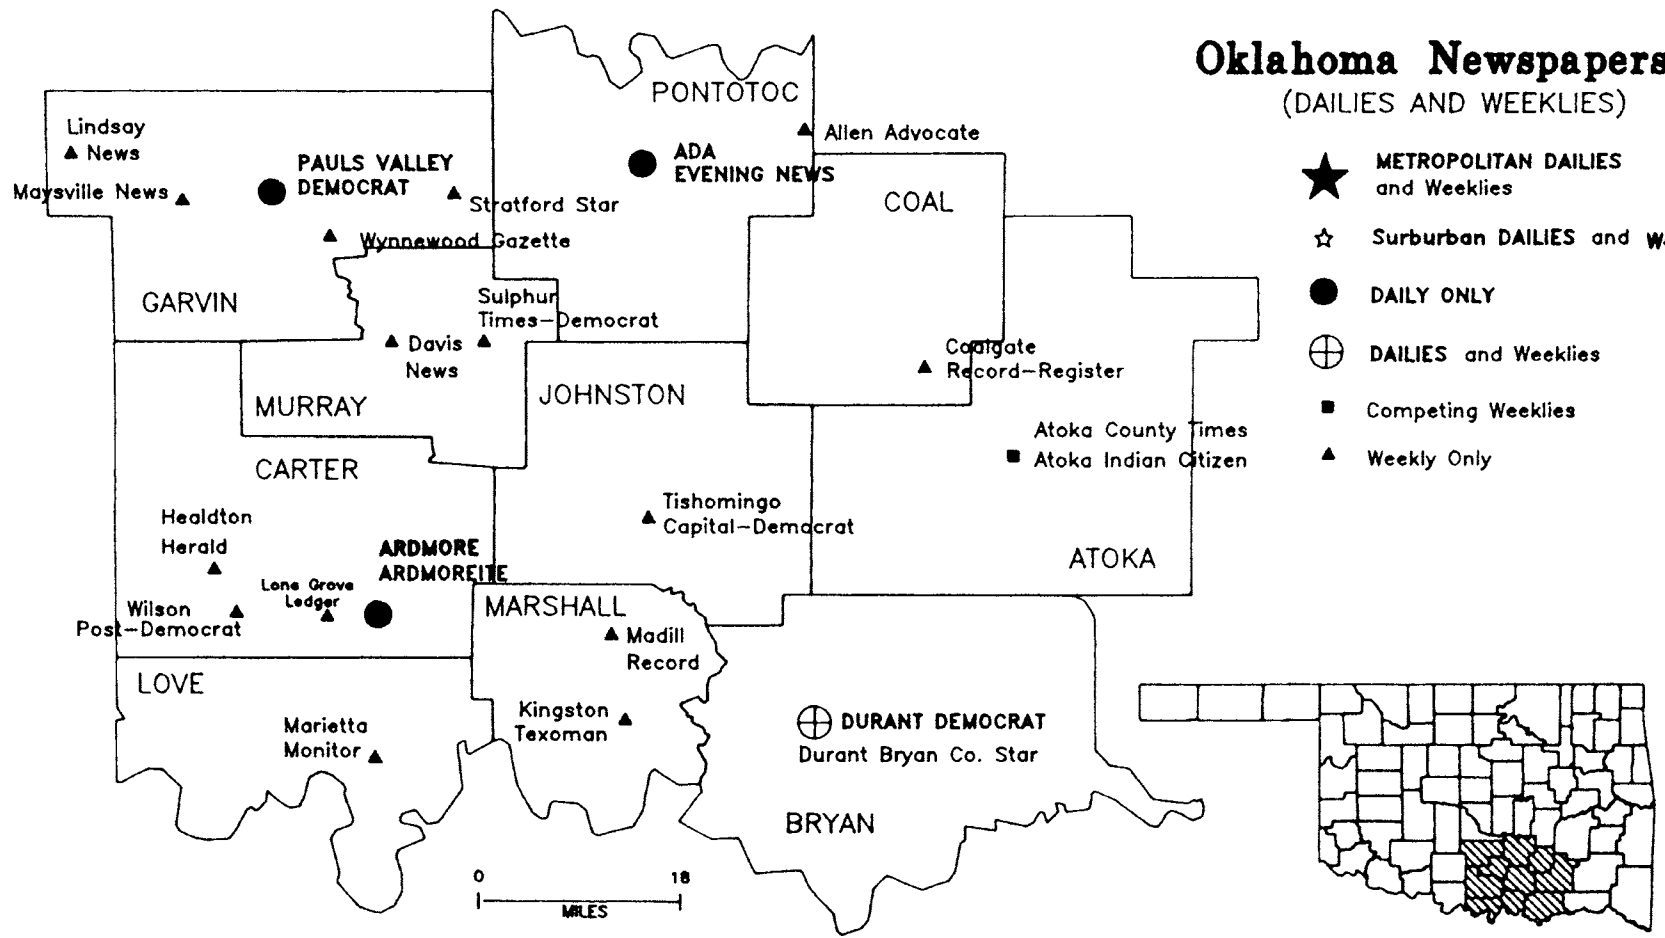 Oklahoma Newspapers
(DAILIES AND WEEKLIES)
METROPOLITAN DAILIES
and Weeklies
Surburban DAILIES and
DAILY ONLY
DAILIES and Weeklies
Competing Weeklies
Weekly Only
PONTOTOC
Allen Advocate
ADA
EVENING NEWS
Lindsay
News
Maysville News
PAULS VALLEY
DEMOCRAT
Stratford Star
Wynnewood Gazette
GARVIN
COAL
Sulphur
Times-Democrat
Davis
News
MURRAY
JOHNSTON
Coalgate
Record-Register
Atoka County Times
Atoka Indian Citizen
ATOKA
CARTER
Healdton
Herald
ARDMORE
ARDMOREITE
Lone Grove
Ledger
Wilson
Post-Democrat
Tishomingo
Capital-Democrat
MARSHALL
Madill
Record
Kingston
Texoman
LOVE
Marietta
Monitor
DURANT DEMOCRAT
Durant Bryan Co. Star
BRYAN
0 18
MILES